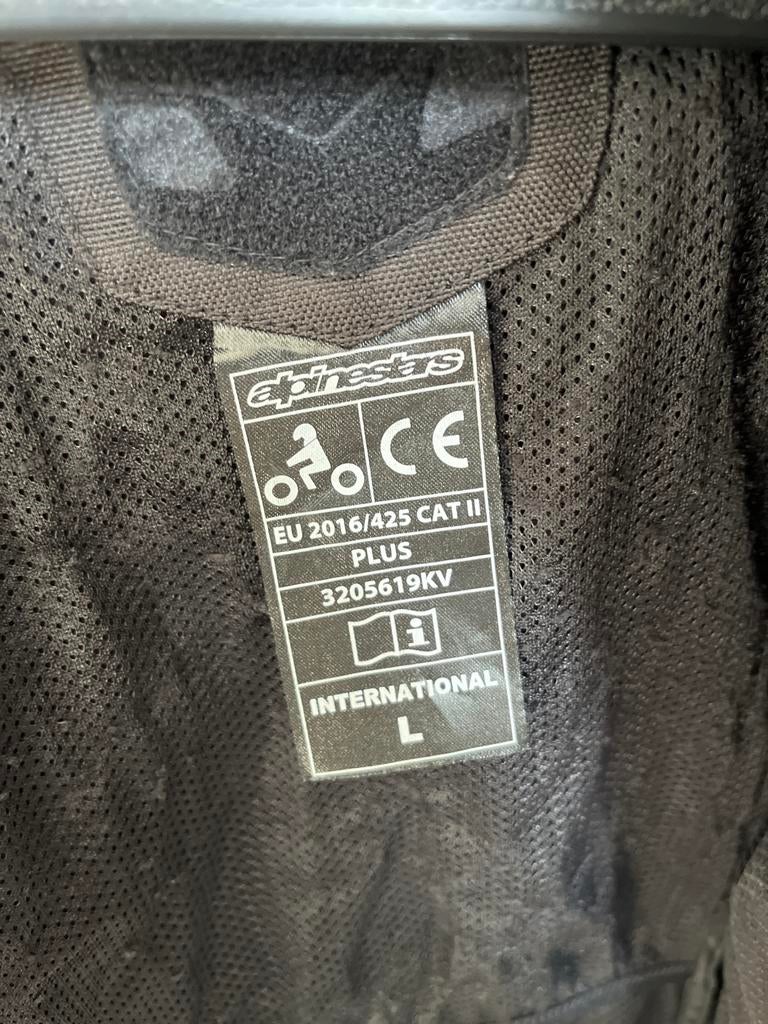 alpinestars
CE
EU 2016/425 CAT II
PLUS
3205619KV
i
INTERNATIONAL
L